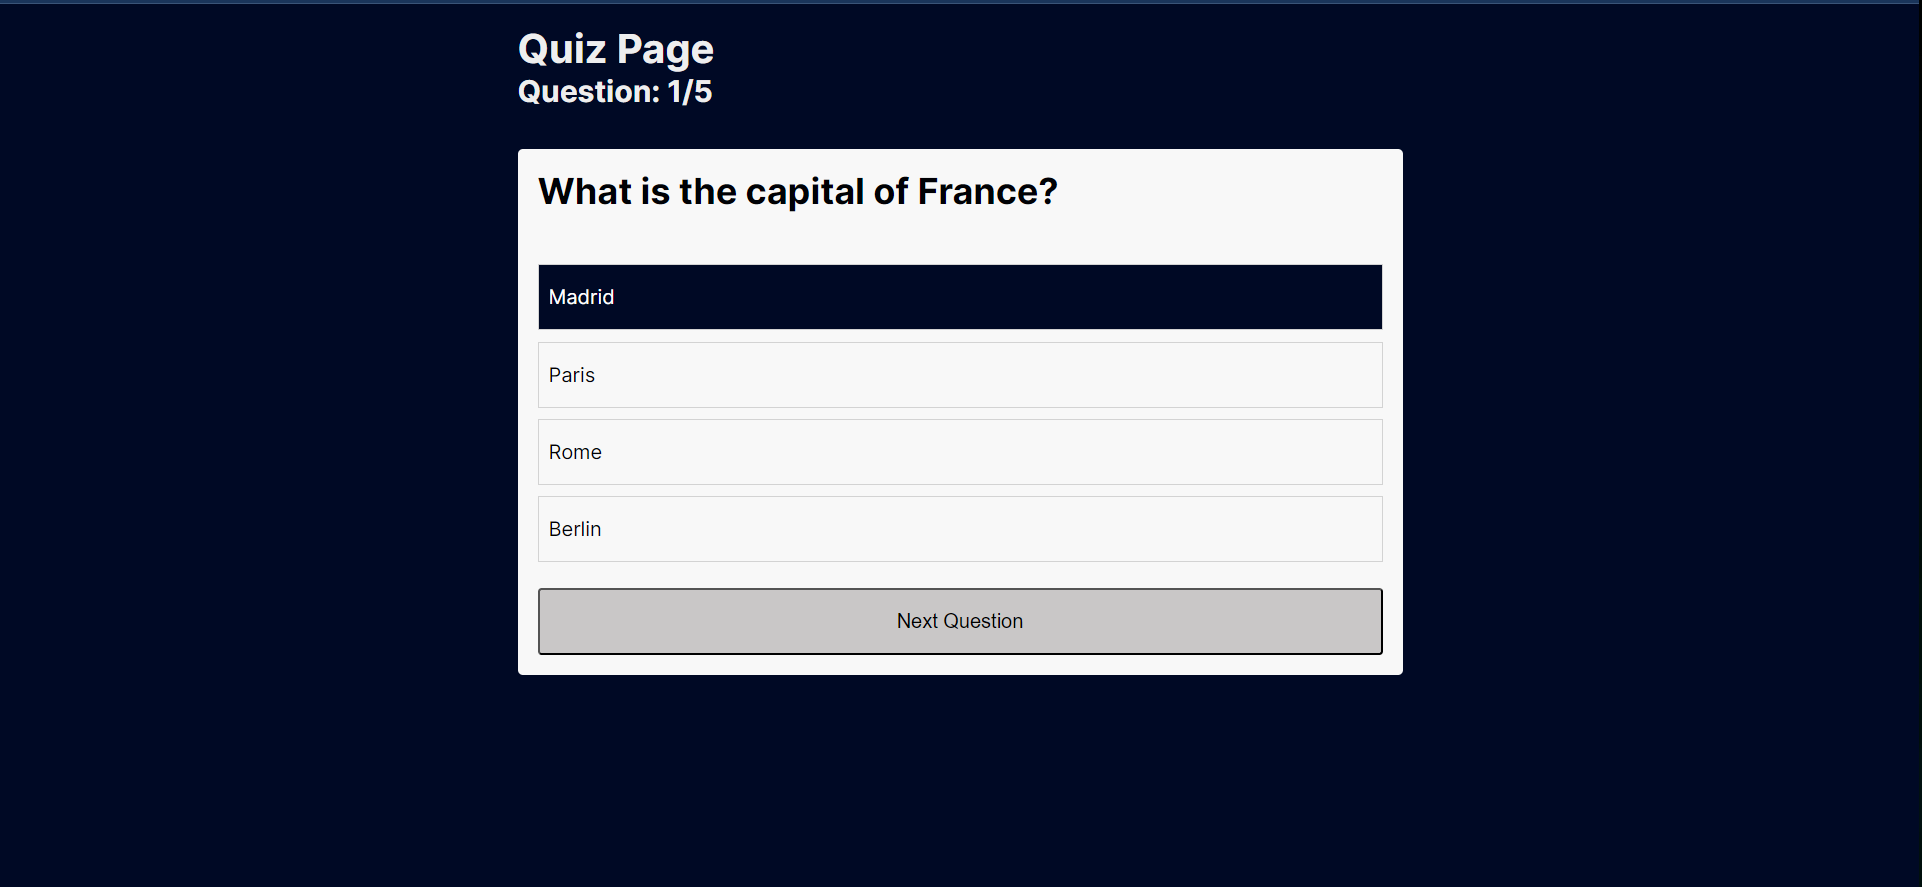 Quiz Page
Question: 1/5
What is the capital of France?
Madrid
Paris
Rome
Berlin
Next Question